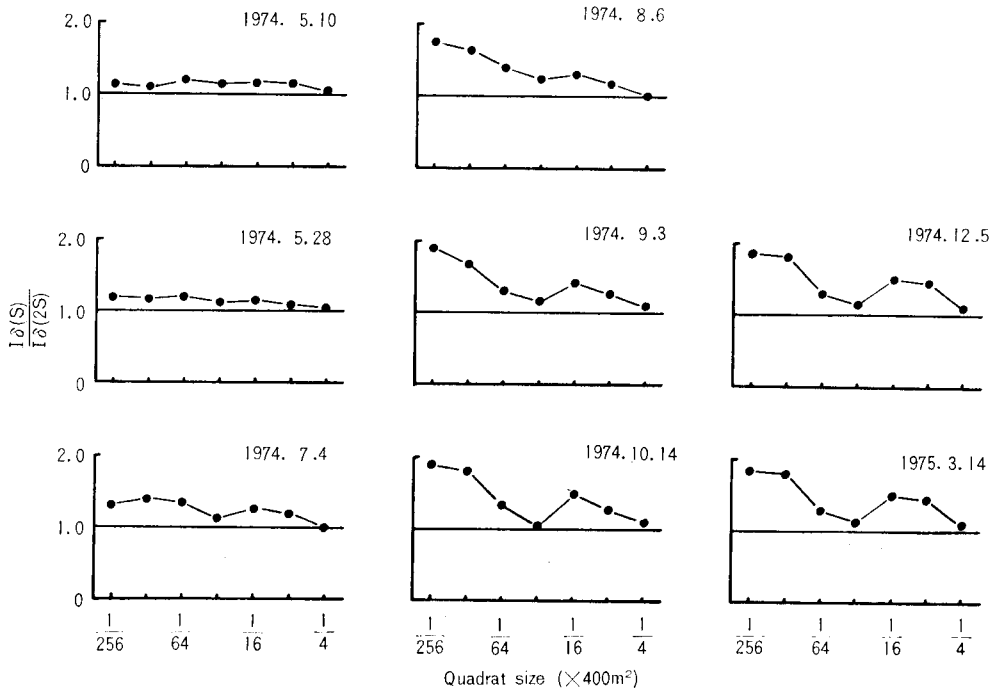 1974. 5.10
2.0
1.0
0
1974. 8.6
1974. 5.28
2.0
1.0
0
1974. 9.3
1974.12.5
Iδ(S)
Iδ(2S)
1974. 7.4
2.0
1.0
0
1974.10.14
1975. 3.14
1/256 1/64 1/16 1/4
1/256 1/64 1/16 1/4
1/256 1/64 1/16 1/4
Quadrat size (×400m²)